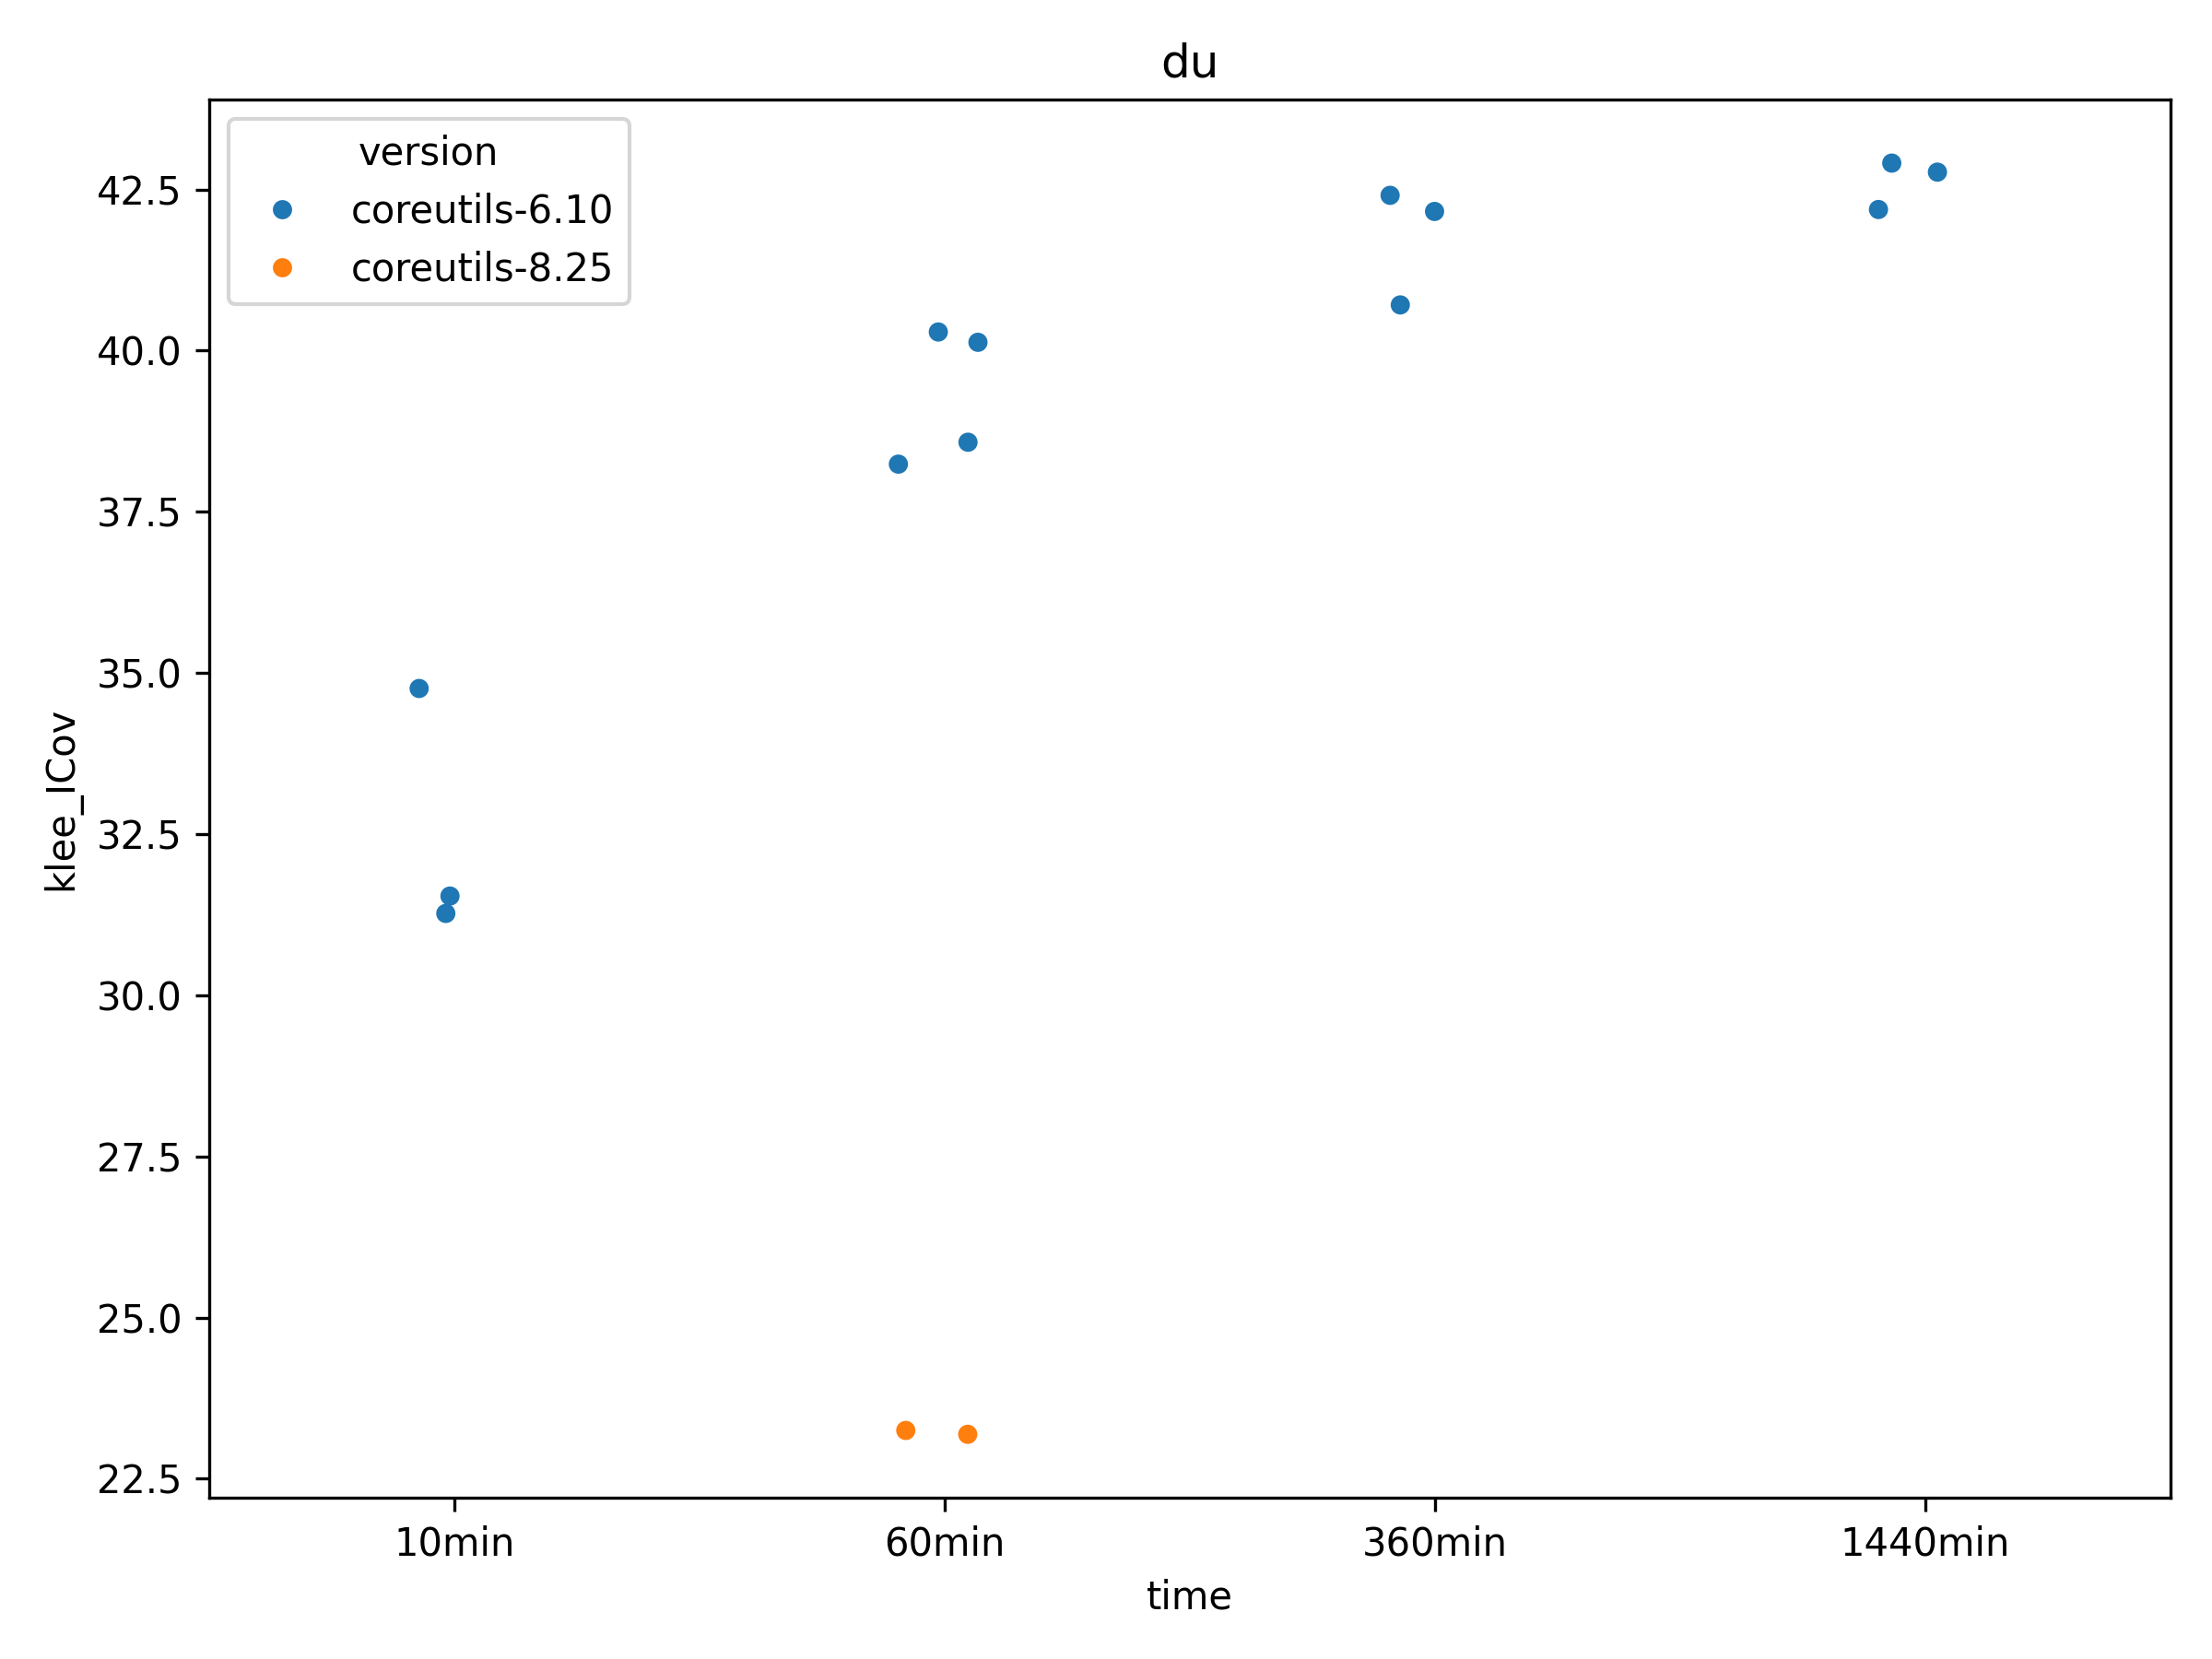 du
version
coreutils-6.10
coreutils-8.25
klee_ICov
42.5
40.0
37.5
35.0
32.5
30.0
27.5
25.0
22.5
10min 60min 360min 1440min
time